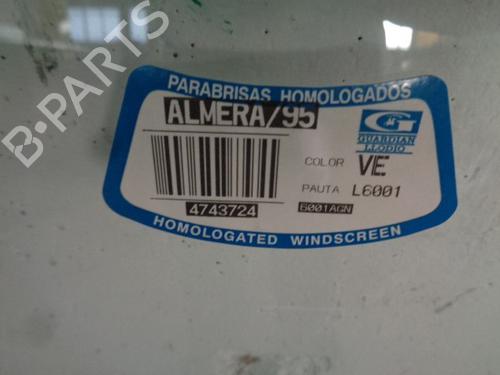 PARABRISAS HOMOLOGADOS
ALMERA/95
G
GUARDIAN
LLODIO
COLOR VE
PAUTA L6001
4743724
6001AGN
HOMOLOGATED WINDSCREEN
B-PARTS